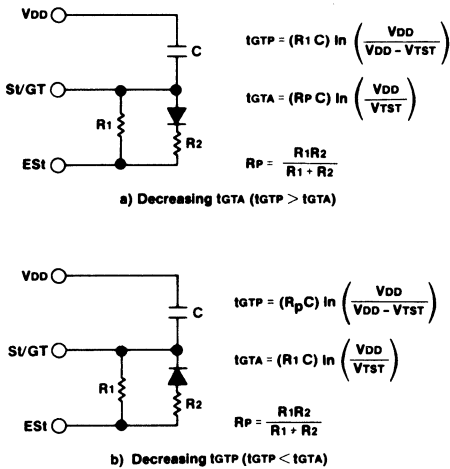 VDD
C
tGTP = (R1 C) ln ( VDD / VDD – VTST )
St/GT
R1
R2
tGTA = (RP C) ln ( VDD / VTST )
ESt
RP = R1R2 / R1 + R2
a) Decreasing tGTA (tGTP > tGTA)
VDD
C
tGTP = (RpC) ln ( VDD / VDD – VTST )
St/GT
R1
R2
tGTA = (R1 C) ln ( VDD / VTST )
ESt
RP = R1R2 / R1 + R2
b) Decreasing tGTP (tGTP < tGTA)